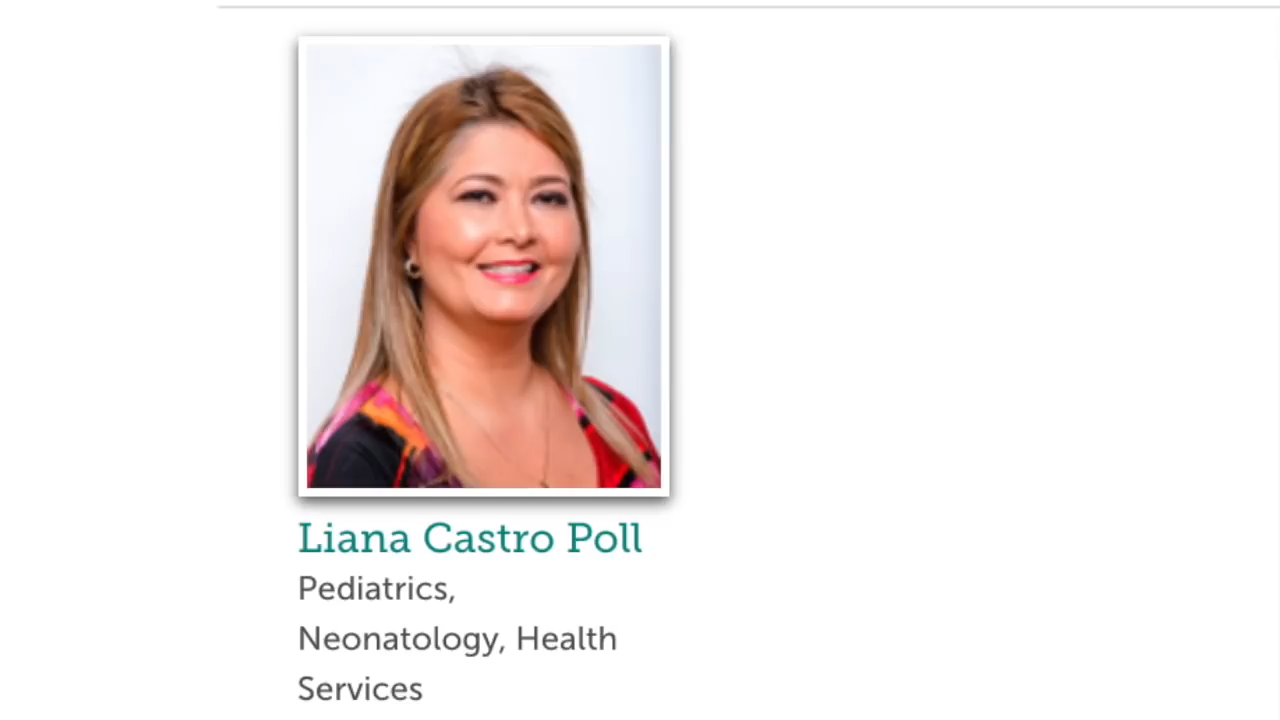 Liana Castro Poll
Pediatrics,
Neonatology, Health
Services